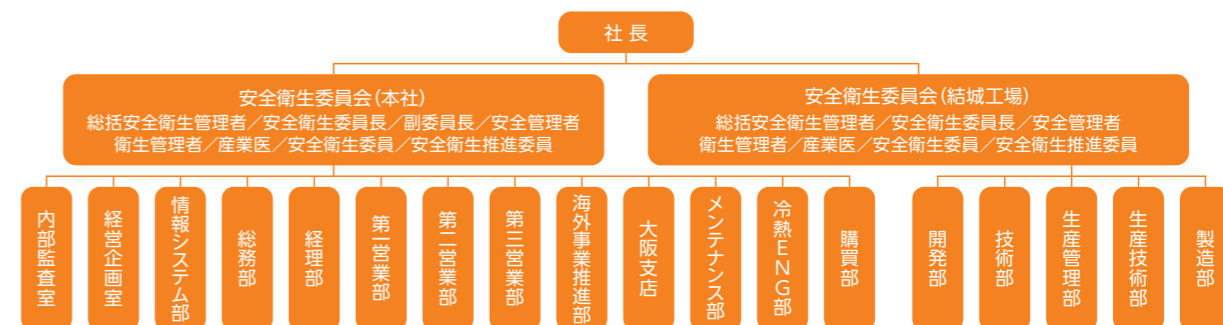 社 長
安全衛生委員会(本社)
総括安全衛生管理者／安全衛生委員長／副委員長／安全管理者
衛生管理者／産業医／安全衛生委員／安全衛生推進委員
安全衛生委員会(結城工場)
総括安全衛生管理者／安全衛生委員長／安全管理者
衛生管理者／産業医／安全衛生委員／安全衛生推進委員
内部監査室
経営企画室
情報システム部
総務部
経理部
第一営業部
第二営業部
第三営業部
海外事業推進部
大阪支店
メンテナンス部
冷熱ENG部
購買部
開発部
技術部
生産管理部
生産技術部
製造部